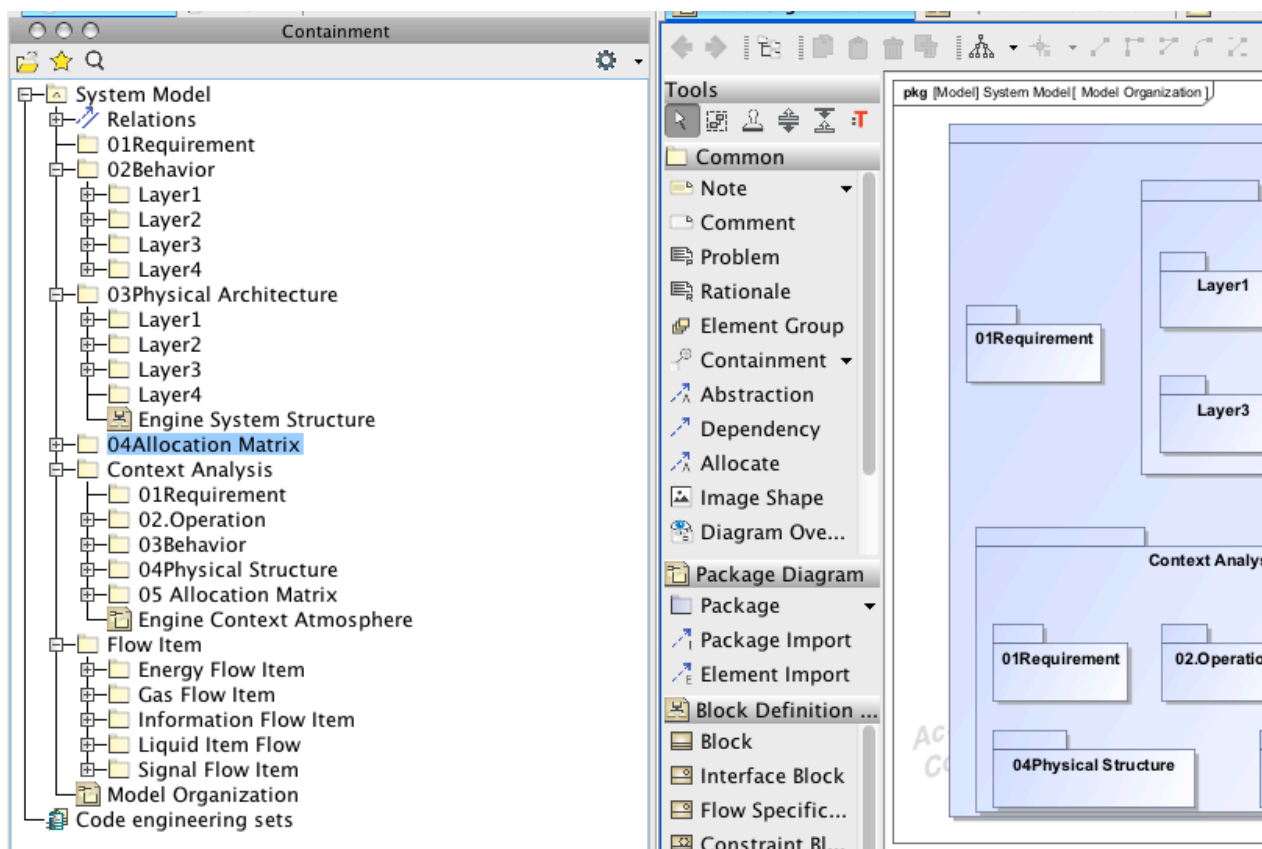 Containment
System Model
Relations
01Requirement
02Behavior
Layer1
Layer2
Layer3
Layer4
03Physical Architecture
Layer1
Layer2
Layer3
Layer4
Engine System Structure
04Allocation Matrix
Context Analysis
01Requirement
02.Operation
03Behavior
04Physical Structure
05 Allocation Matrix
Engine Context Atmosphere
Flow Item
Energy Flow Item
Gas Flow Item
Information Flow Item
Liquid Item Flow
Signal Flow Item
Model Organization
Code engineering sets
Tools
:T
Common
Note
Comment
Problem
Rationale
Element Group
Containment
Abstraction
Dependency
Allocate
Image Shape
Diagram Ove...
Package Diagram
Package
Package Import
Element Import
Block Definition ...
Block
Interface Block
Flow Specific...
Constraint Bl...
pkg [Model] System Model[ Model Organization ]
Layer1
01Requirement
Layer3
Context Analys
01Requirement
02.Operatio
04Physical Structure